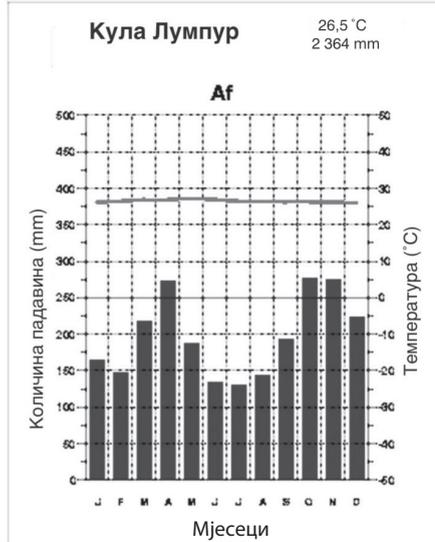 Кула Лумпур
26,5 ˚C
2 364 mm
Af
Количина падавина (mm)
500
450
400
350
300
250
200
150
100
50
0
Температура (˚C)
50
40
30
20
10
0
-10
-20
-30
-40
-50
J F M A M J J A S O N D
Мјесеци